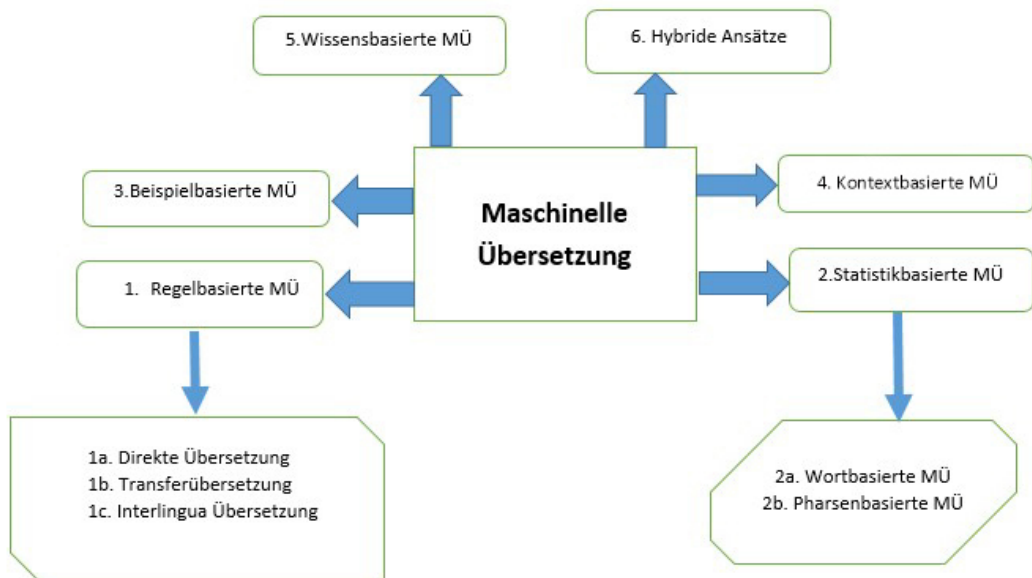 5.Wissensbasierte MÜ
6. Hybride Ansätze
3.Beispielbasierte MÜ
Maschinelle
Übersetzung
4. Kontextbasierte MÜ
1. Regelbasierte MÜ
2.Statistikbasierte MÜ
1a. Direkte Übersetzung
1b. Transferübersetzung
1c. Interlingua Übersetzung
2a. Wortbasierte MÜ
2b. Pharsenbasierte MÜ